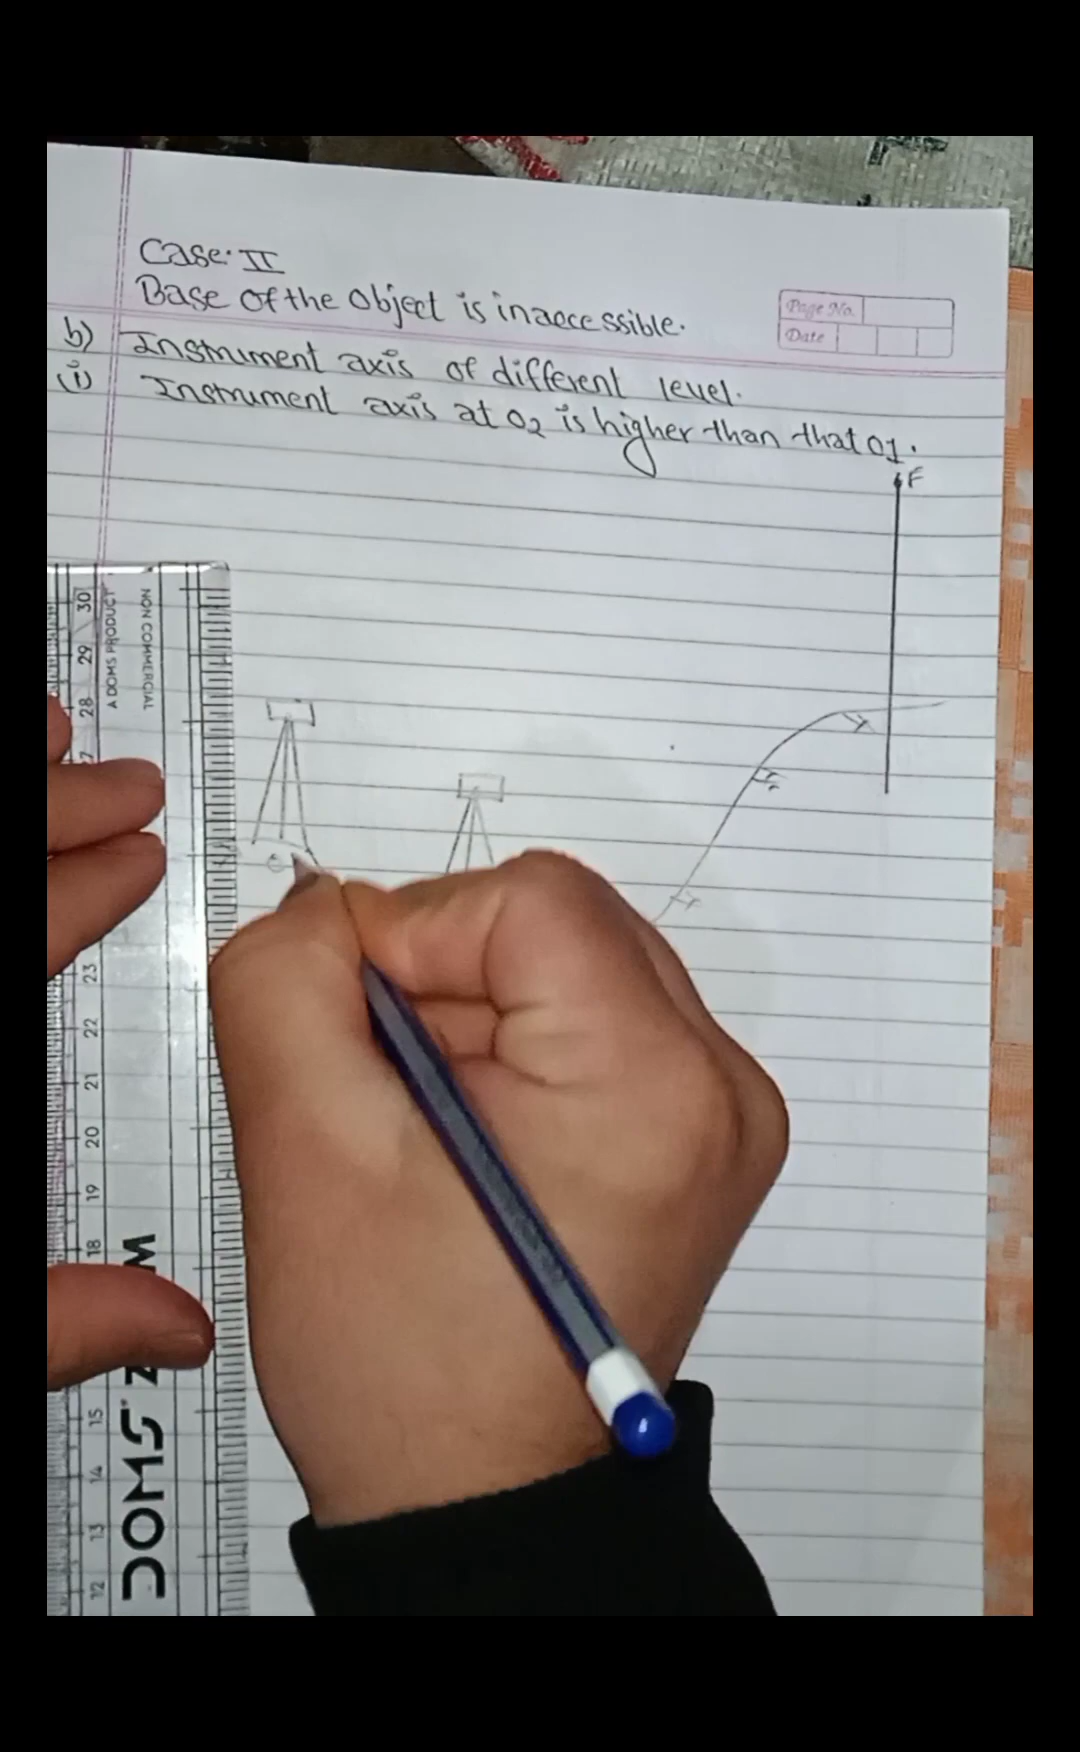 Case: II
Base of the Object is inaccessible.
Page No.
Date
b) Instrument axis of different level.
(i) Instrument axis at O2 is higher than that O1.
F
30
29
28
23
22
21
20
19
18
15
14
13
12
A DOMS PRODUCT
NON COMMERCIAL
DOMS